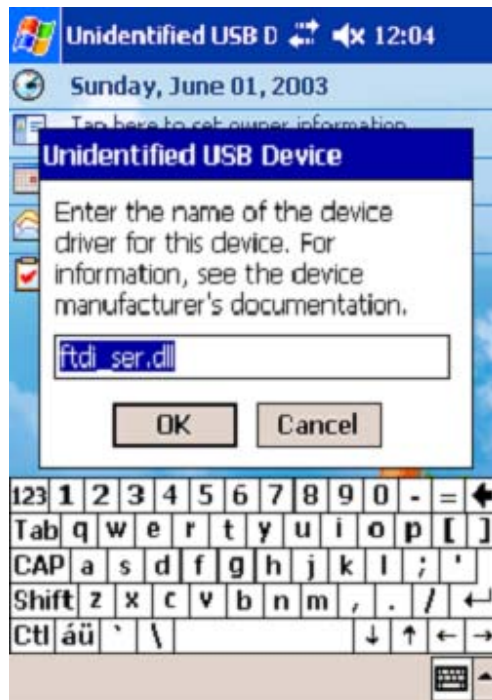 Unidentified USB D 12:04
Sunday, June 01, 2003
Tap here to set owner information
Unidentified USB Device
Enter the name of the device
driver for this device. For
information, see the device
manufacturer's documentation.
ftdi_ser.dll
OK Cancel
123 1 2 3 4 5 6 7 8 9 0 - =
Tab q w e r t y u i o p [ ]
CAP a s d f g h j k l ; '
Shift z x c v b n m , . /
Ctl áü ` \